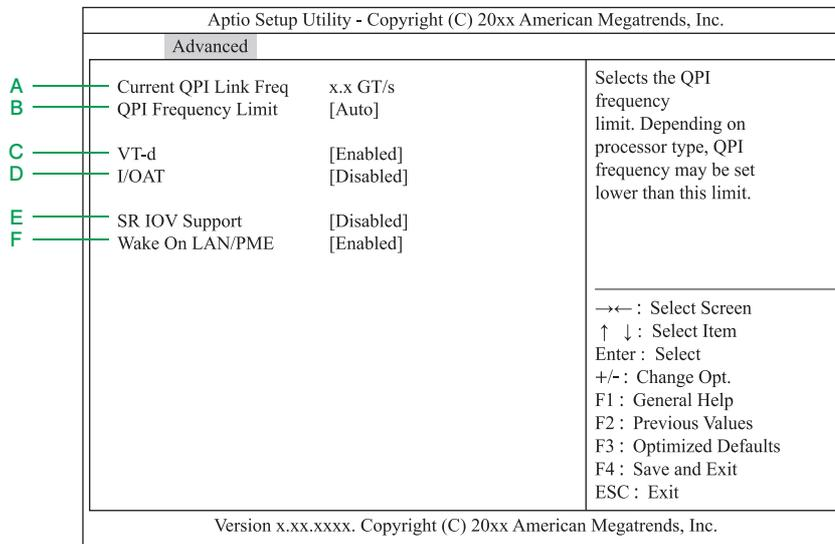 Aptio Setup Utility - Copyright (C) 20xx American Megatrends, Inc.
Advanced
A Current QPI Link Freq x.x GT/s
B QPI Frequency Limit [Auto]
C VT-d [Enabled]
D I/OAT [Disabled]
E SR IOV Support [Disabled]
F Wake On LAN/PME [Enabled]
Selects the QPI
frequency
limit. Depending on
processor type, QPI
frequency may be set
lower than this limit.
→←: Select Screen
↑ ↓: Select Item
Enter : Select
+/-: Change Opt.
F1: General Help
F2: Previous Values
F3: Optimized Defaults
F4: Save and Exit
ESC: Exit
Version x.xx.xxxx. Copyright (C) 20xx American Megatrends, Inc.